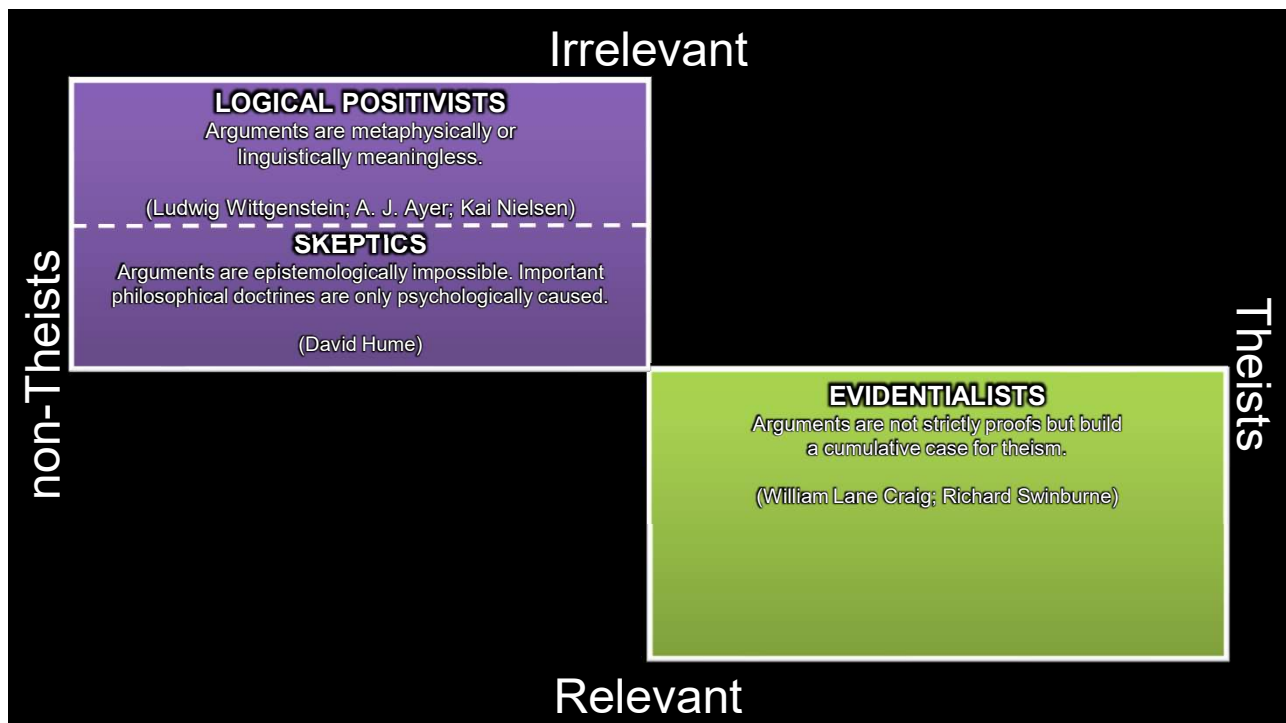 Irrelevant
LOGICAL POSITIVISTS
Arguments are metaphysically or
linguistically meaningless.
(Ludwig Wittgenstein; A. J. Ayer; Kai Nielsen)
SKEPTICS
Arguments are epistemologically impossible. Important
philosophical doctrines are only psychologically caused.
(David Hume)
non-Theists
Theists
EVIDENTIALISTS
Arguments are not strictly proofs but build
a cumulative case for theism.
(William Lane Craig; Richard Swinburne)
Relevant